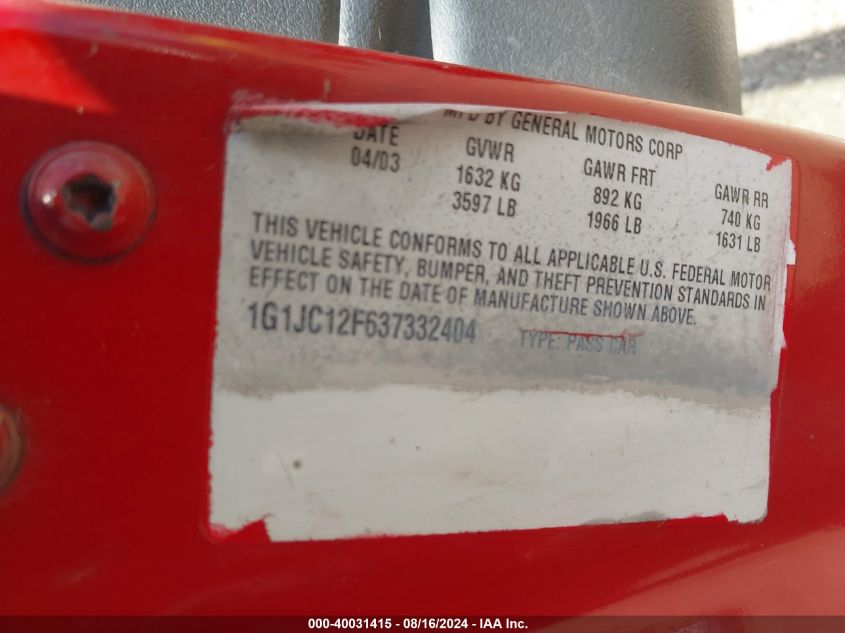 MFD BY GENERAL MOTORS CORP
DATE GVWR GAWR FRT GAWR RR
04/03 1632 KG 892 KG 740 KG
3597 LB 1966 LB 1631 LB
THIS VEHICLE CONFORMS TO ALL APPLICABLE U.S. FEDERAL MOTOR
VEHICLE SAFETY, BUMPER, AND THEFT PREVENTION STANDARDS IN
EFFECT ON THE DATE OF MANUFACTURE SHOWN ABOVE.
1G1JC12F637332404 TYPE: PASS CAR
000-40031415 - 08/16/2024 - IAA Inc.